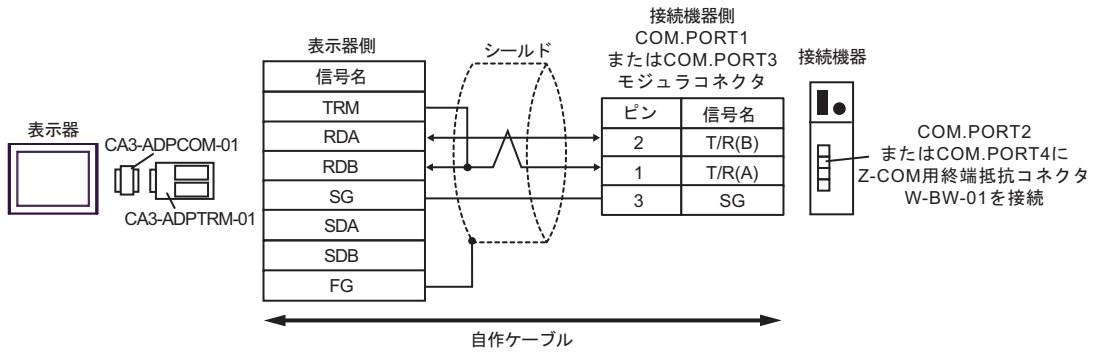 表示器
CA3-ADPCOM-01
CA3-ADPTRM-01
表示器側
信号名
TRM
RDA
RDB
SG
SDA
SDB
FG
シールド
接続機器側
COM.PORT1
またはCOM.PORT3
モジュラコネクタ
ピン 信号名
2 T/R(B)
1 T/R(A)
3 SG
接続機器
COM.PORT2
またはCOM.PORT4に
Z-COM用終端抵抗コネクタ
W-BW-01を接続
自作ケーブル